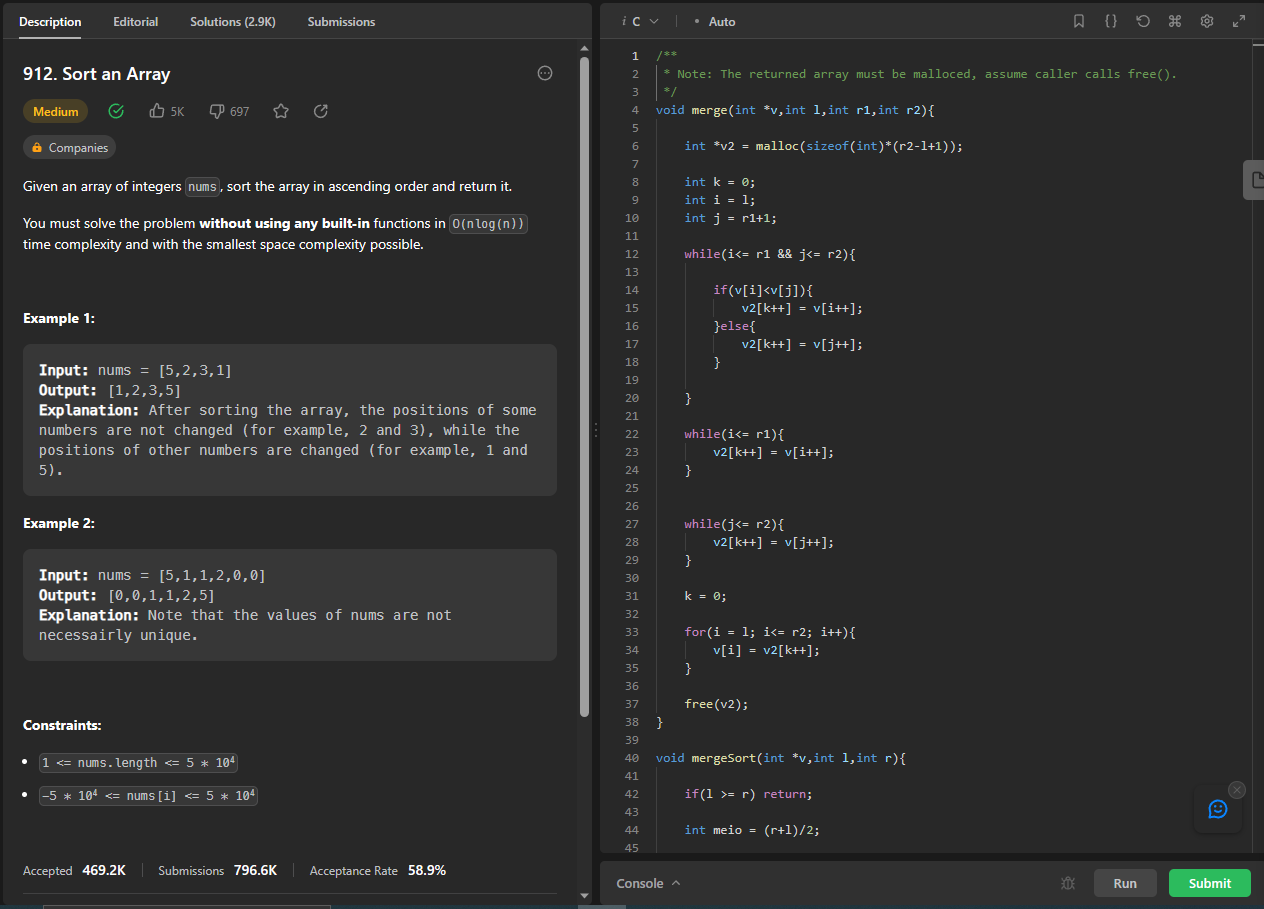 Description Editorial Solutions (2.9K) Submissions
912. Sort an Array
Medium 5K 697
Companies
Given an array of integers nums, sort the array in ascending order and return it.
You must solve the problem without using any built-in functions in O(nlog(n))
time complexity and with the smallest space complexity possible.
Example 1:
Input: nums = [5,2,3,1]
Output: [1,2,3,5]
Explanation: After sorting the array, the positions of some
numbers are not changed (for example, 2 and 3), while the
positions of other numbers are changed (for example, 1 and
5).
Example 2:
Input: nums = [5,1,1,2,0,0]
Output: [0,0,1,1,2,5]
Explanation: Note that the values of nums are not
necessairly unique.
Constraints:
• 1 <= nums.length <= 5 * 10⁴
• -5 * 10⁴ <= nums[i] <= 5 * 10⁴
Accepted 469.2K Submissions 796.6K Acceptance Rate 58.9%
i C • Auto
1 /**
2 * Note: The returned array must be malloced, assume caller calls free().
3 */
4 void merge(int *v,int l,int r1,int r2){
5
6 int *v2 = malloc(sizeof(int)*(r2-l+1));
7
8 int k = 0;
9 int i = l;
10 int j = r1+1;
11
12 while(i<= r1 && j<= r2){
13
14 if(v[i]<v[j]){
15 v2[k++] = v[i++];
16 }else{
17 v2[k++] = v[j++];
18 }
19
20 }
21
22 while(i<= r1){
23 v2[k++] = v[i++];
24 }
25
26
27 while(j<= r2){
28 v2[k++] = v[j++];
29 }
30
31 k = 0;
32
33 for(i = l; i<= r2; i++){
34 v[i] = v2[k++];
35 }
36
37 free(v2);
38 }
39
40 void mergeSort(int *v,int l,int r){
41
42 if(l >= r) return;
43
44 int meio = (r+l)/2;
45
Console Run Submit